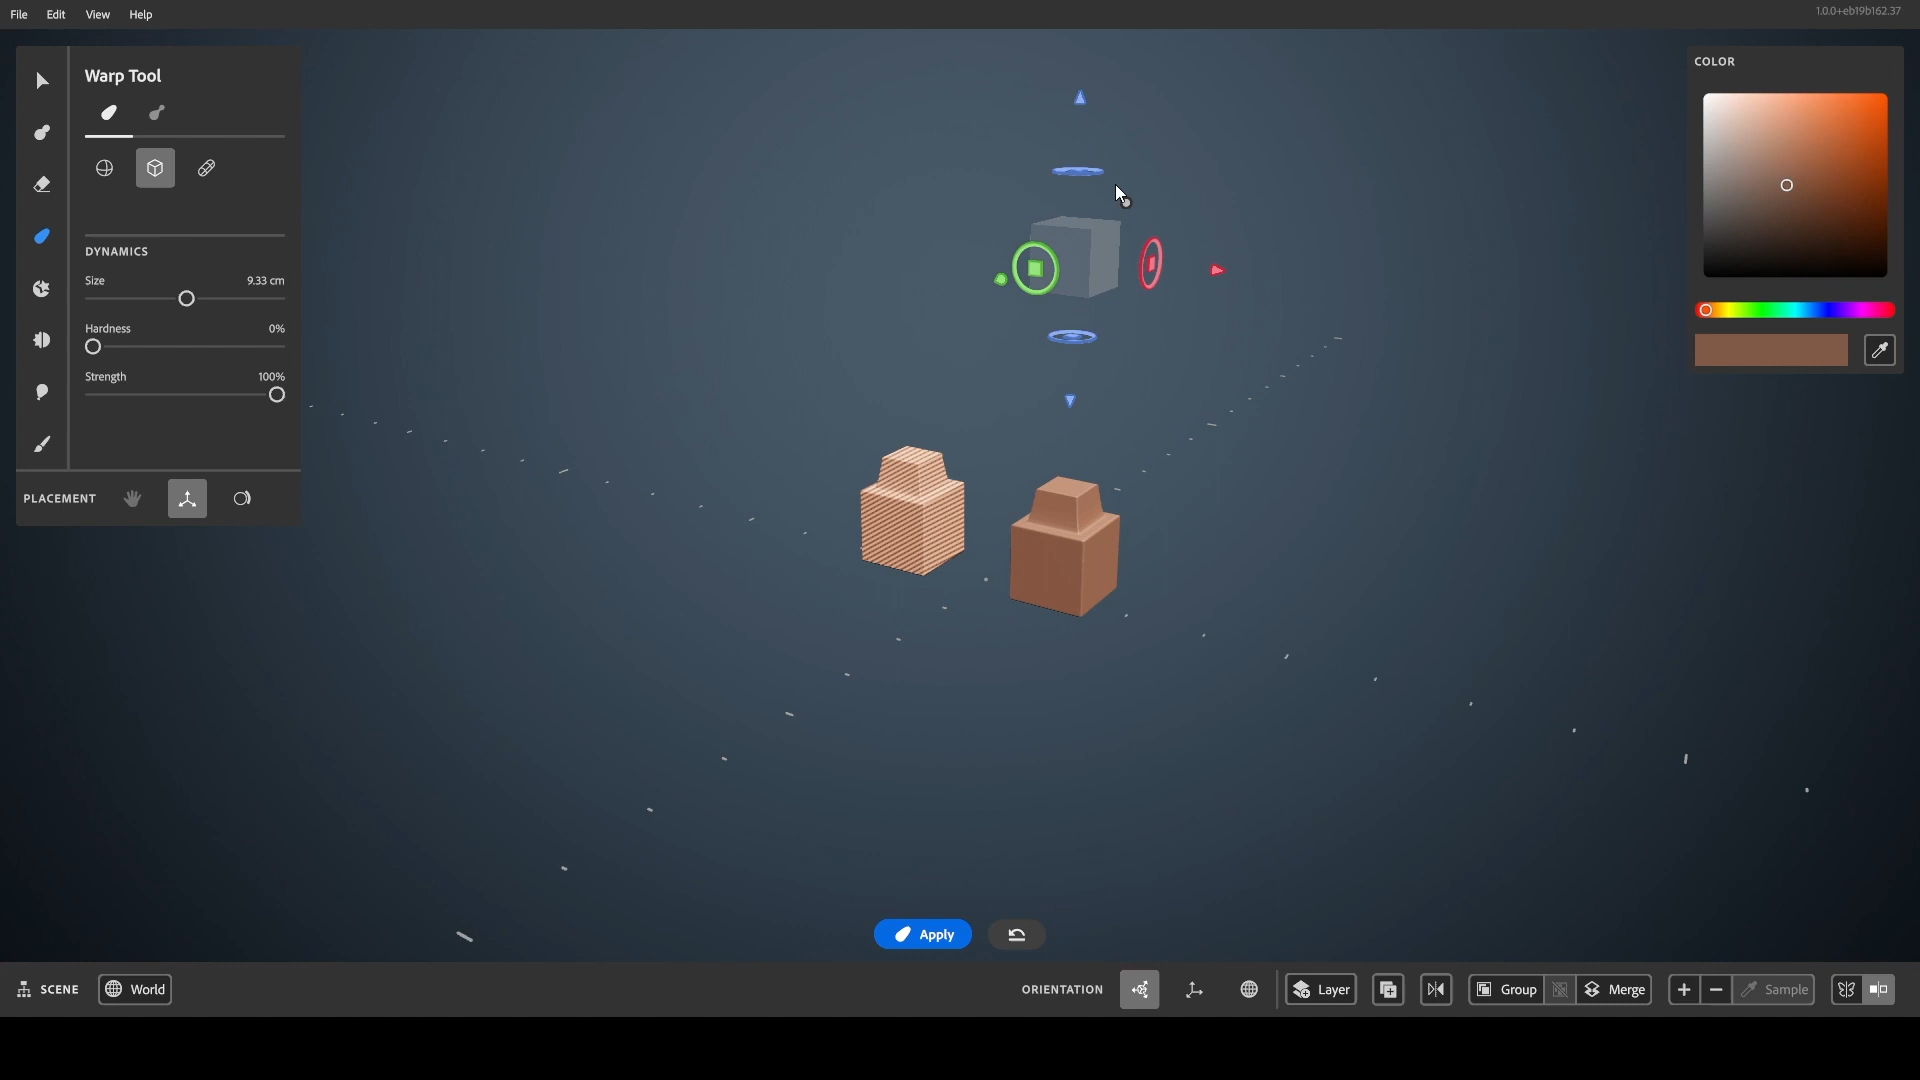 File Edit View Help
1.0.0+eb19b162.37
Warp Tool
COLOR
DYNAMICS
Size 9.33 cm
Hardness 0%
Strength 100%
PLACEMENT
Apply
SCENE World ORIENTATION Layer Group Merge Sample